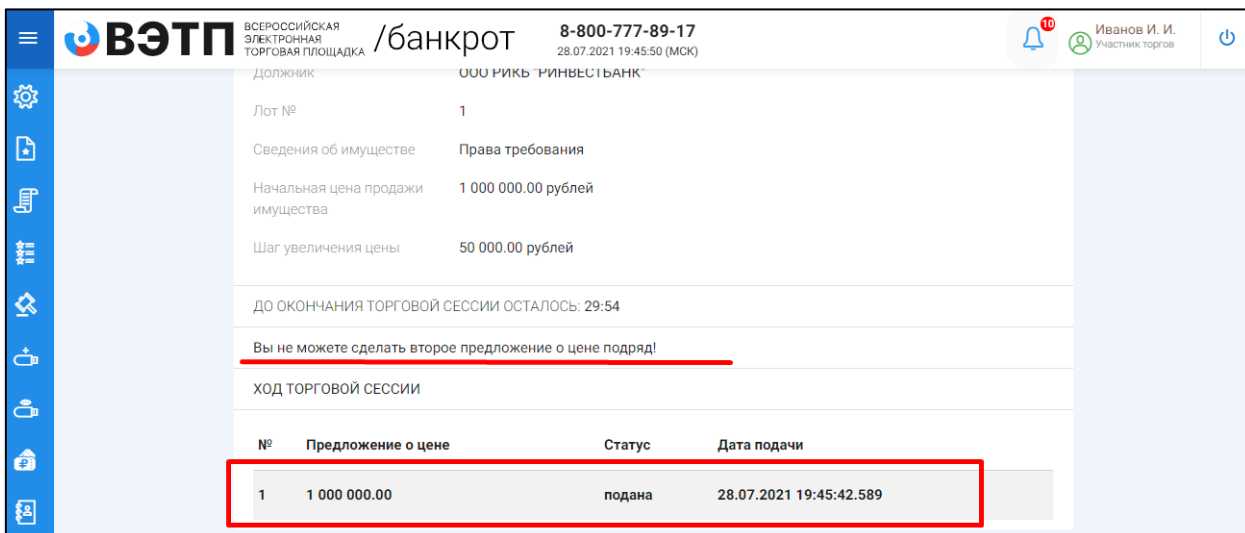 ВЭТП ВСЕРОССИЙСКАЯ ЭЛЕКТРОННАЯ ТОРГОВАЯ ПЛОЩАДКА /банкрот
8-800-777-89-17
28.07.2021 19:45:50 (МСК)
10
Иванов И. И.
Участник торгов
Должник ООО РИКБ "РИНВЕСТБАНК"
Лот № 1
Сведения об имуществе Права требования
Начальная цена продажи имущества 1 000 000.00 рублей
Шаг увеличения цены 50 000.00 рублей
ДО ОКОНЧАНИЯ ТОРГОВОЙ СЕССИИ ОСТАЛОСЬ: 29:54
Вы не можете сделать второе предложение о цене подряд!
ХОД ТОРГОВОЙ СЕССИИ
№ Предложение о цене Статус Дата подачи
1 1 000 000.00 подана 28.07.2021 19:45:42.589